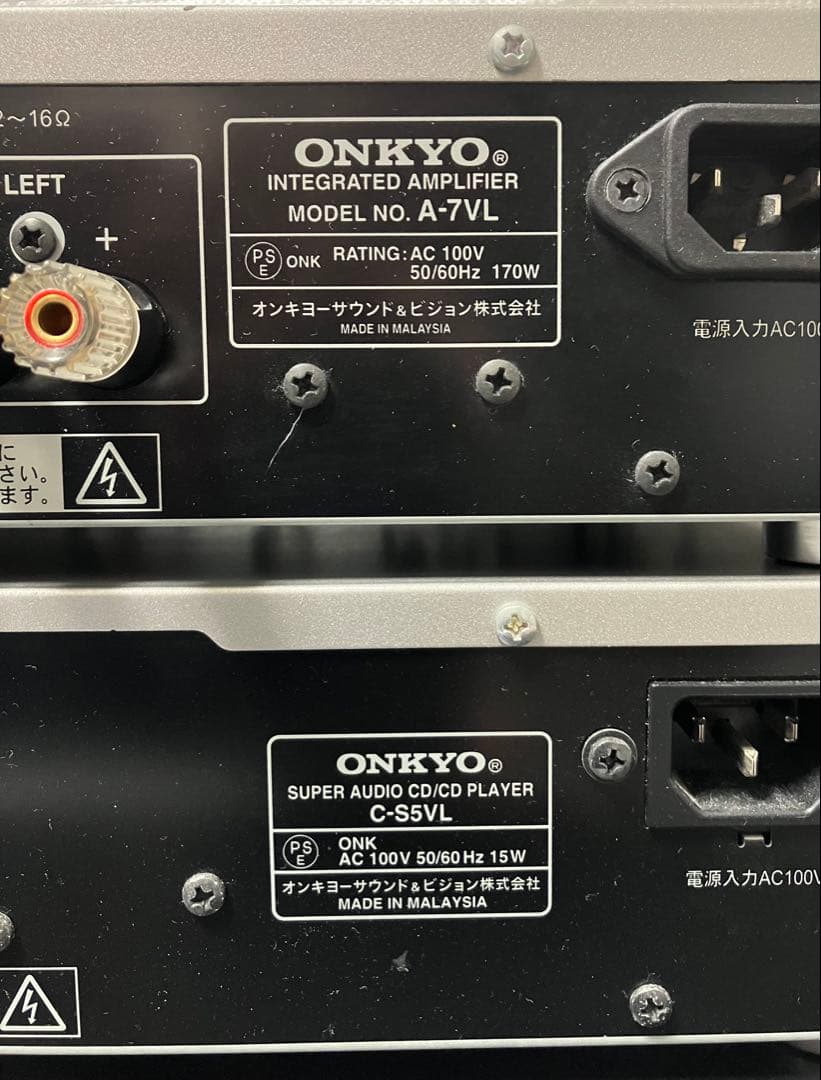 2～16Ω
LEFT
+
ONKYO®
INTEGRATED AMPLIFIER
MODEL NO. A-7VL
PSE ONK RATING: AC 100V
50/60Hz 170W
オンキヨーサウンド&ビジョン株式会社
MADE IN MALAYSIA
電源入力AC100
に
さい。
ます。
ONKYO®
SUPER AUDIO CD/CD PLAYER
C-S5VL
PSE ONK
AC 100V 50/60Hz 15W
オンキヨーサウンド&ビジョン株式会社
MADE IN MALAYSIA
電源入力AC100V